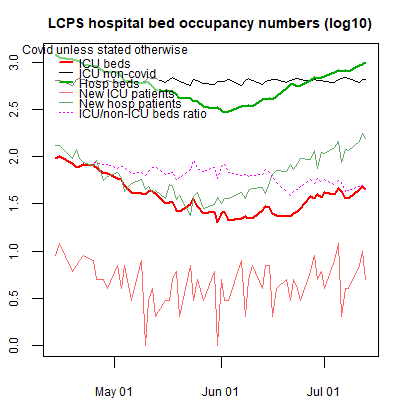 LCPS hospital bed occupancy numbers (log10)
Covid unless stated otherwise
ICU beds
ICU non-covid
Hosp beds
New ICU patients
New hosp patients
ICU/non-ICU beds ratio
3.0
2.5
2.0
1.5
1.0
0.5
0.0
May 01 Jun 01 Jul 01